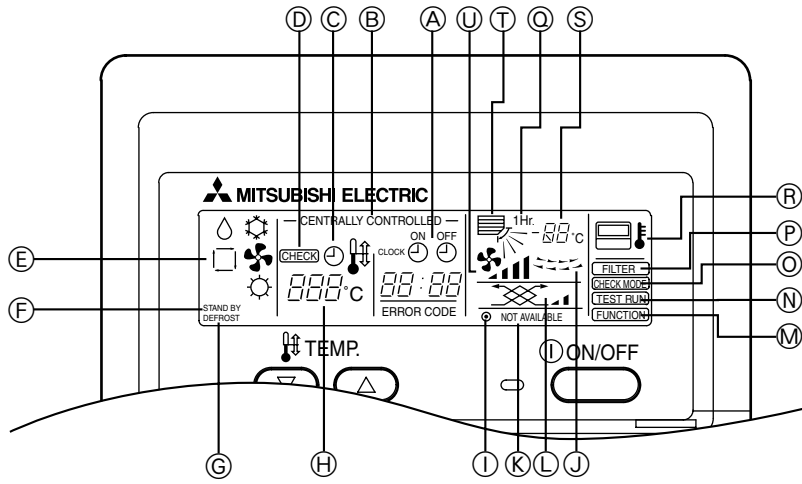 D C B A U T Q S
MITSUBISHI ELECTRIC
CENTRALLY CONTROLLED
1Hr.
88°C
R
ON OFF
CHECK
CLOCK
E
FILTER
P
CHECK MODE
O
888°C
88:88
TEST RUN
N
F
STAND BY
DEFROST
ERROR CODE
NOT AVAILABLE
FUNCTION
M
TEMP.
ON/OFF
G H I K L J